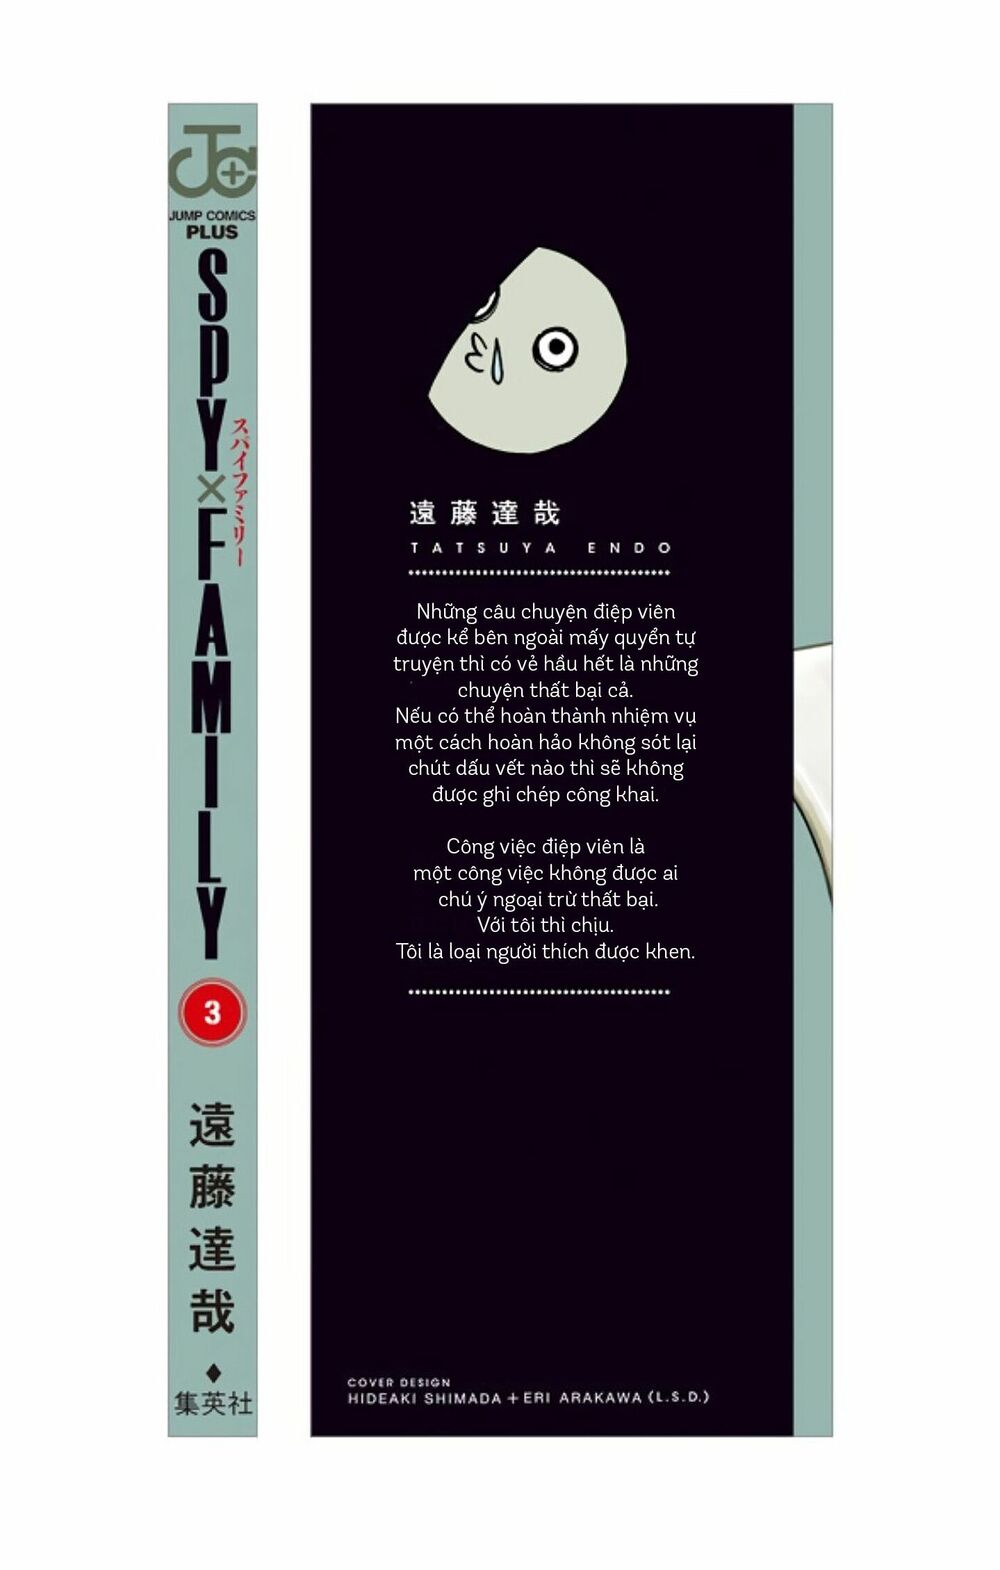 JUMP COMICS
PLUS
SPY×FAMILY
スパイファミリー
3
遠藤達哉
集英社
遠藤達哉
TATSUYA ENDO
Những câu chuyện điệp viên
được kể bên ngoài mấy quyển tự
truyện thì có vẻ hầu hết là những
chuyện thất bại cả.
Nếu có thể hoàn thành nhiệm vụ
một cách hoàn hảo không sót lại
chút dấu vết nào thì sẽ không
được ghi chép công khai.
Công việc điệp viên là
một công việc không được ai
chú ý ngoại trừ thất bại.
Với tôi thì chịu.
Tôi là loại người thích được khen.
COVER DESIGN
HIDEAKI SHIMADA + ERI ARAKAWA (L.S.D.)